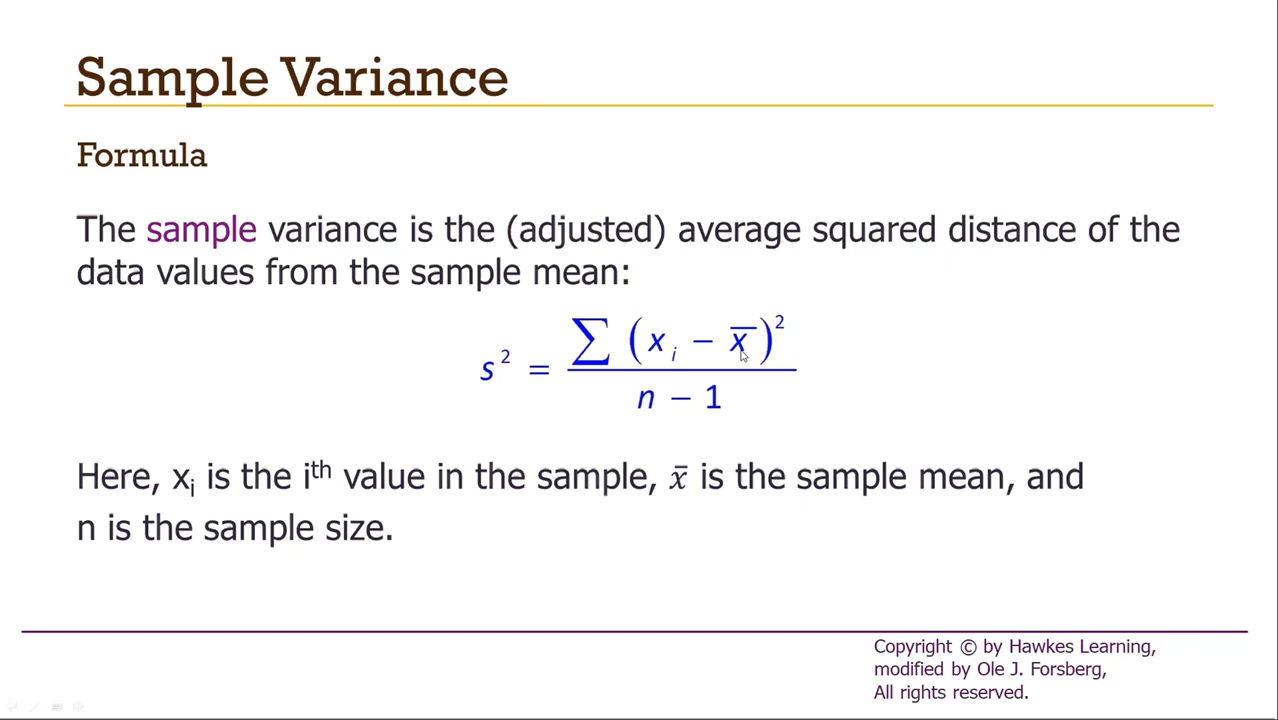 Sample Variance
Formula
The sample variance is the (adjusted) average squared distance of the
data values from the sample mean:
s² = ∑ (xᵢ − x̅)² / n − 1
Here, xᵢ is the iᵗʰ value in the sample, x̄ is the sample mean, and
n is the sample size.
Copyright © by Hawkes Learning,
modified by Ole J. Forsberg,
All rights reserved.